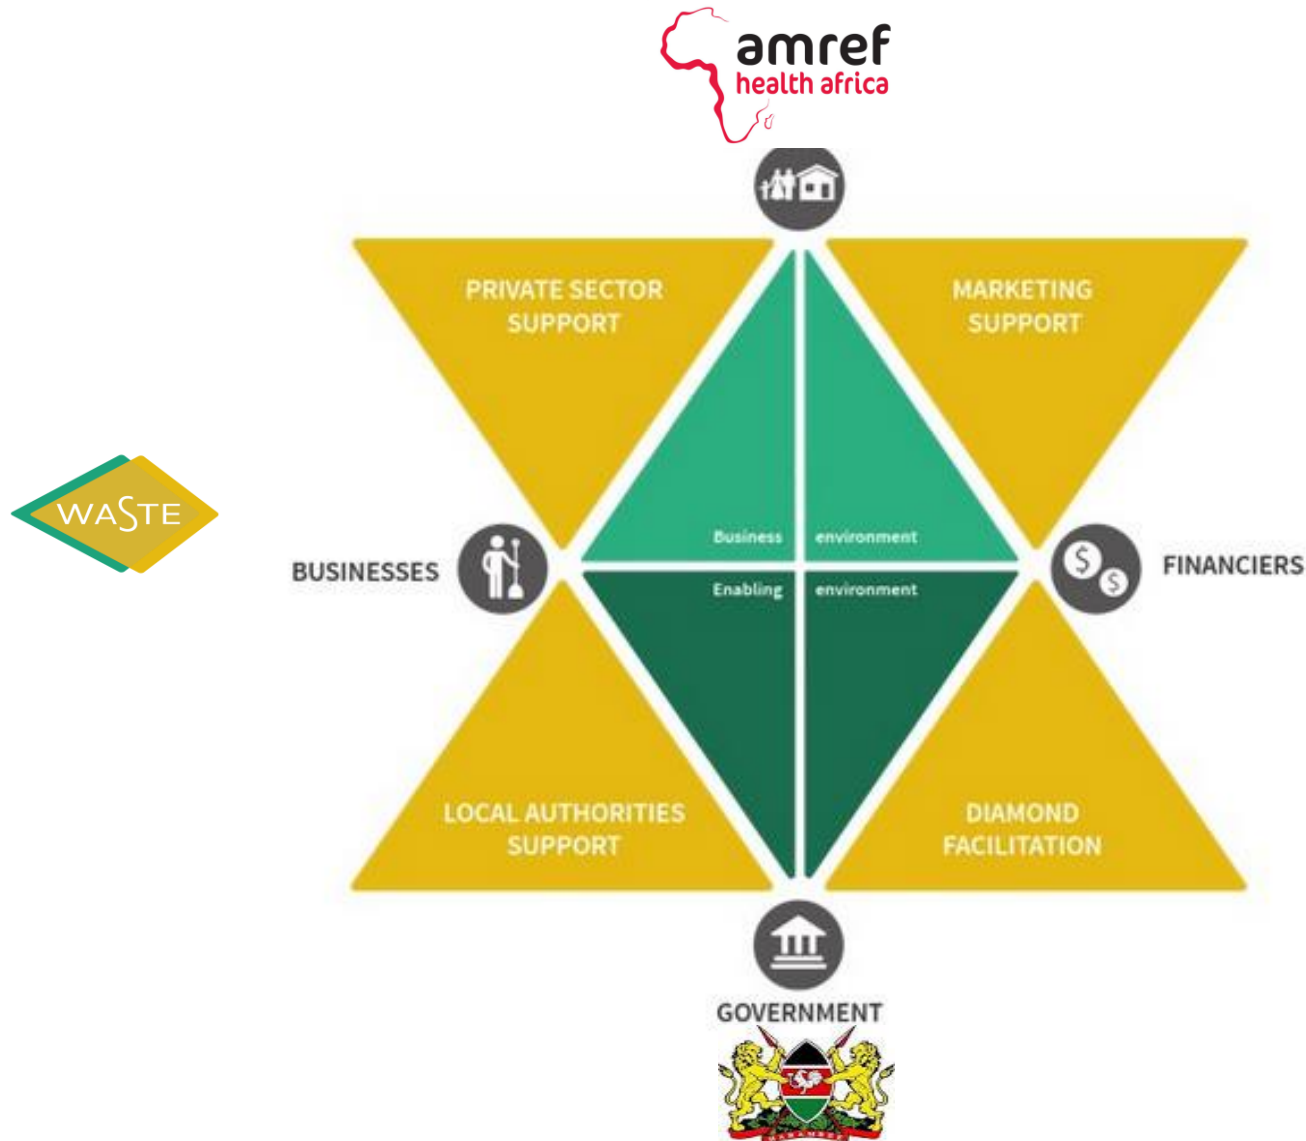 amref
health africa
PRIVATE SECTOR
SUPPORT
MARKETING
SUPPORT
WASTE
Business environment
BUSINESSES
FINANCIERS
Enabling environment
LOCAL AUTHORITIES
SUPPORT
DIAMOND
FACILITATION
GOVERNMENT
HARAMBEE